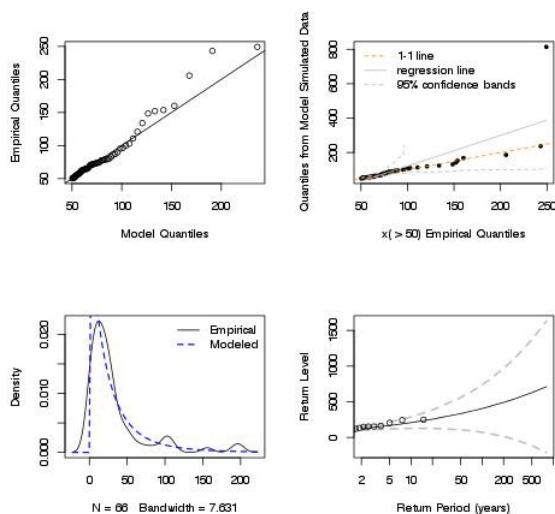 Empirical Quantiles
50 100 150 200 250
50 100 150 200
Model Quantiles
Quantiles from Model Simulated Data
200 400 600 800
1-1 line
regression line
95% confidence bands
50 100 150 200 250
x( > 50) Empirical Quantiles
Density
0.000 0.010 0.020
Empirical
Modeled
0 50 100 150 200
N = 66 Bandwidth = 7.631
Return Level
0 500 1000 1500
2 5 10 50 200 500
Return Period (years)